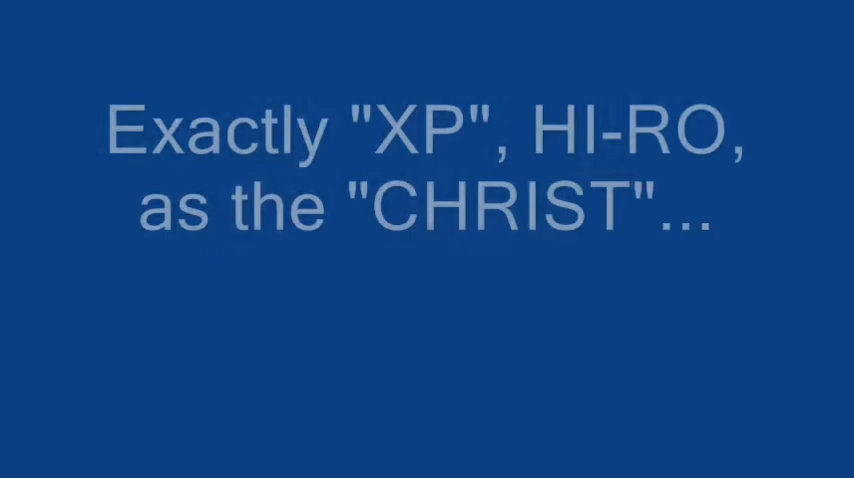 Exactly "XP", HI-RO,
as the "CHRIST"...